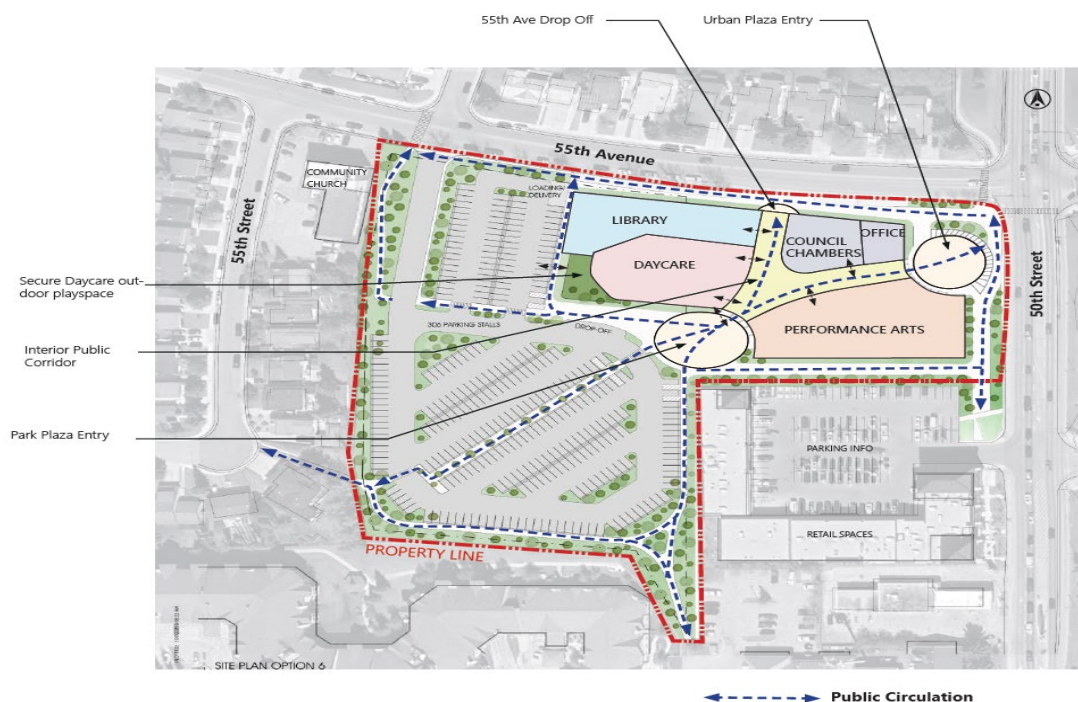 55th Ave Drop Off
Urban Plaza Entry
55th Avenue
COMMUNITY
CHURCH
LOADING/
DELIVERY
LIBRARY
OFFICE
COUNCIL
CHAMBERS
DAYCARE
55th Street
50th Street
Secure Daycare out-
door playspace
306 PARKING STALLS
DROP-OFF
PERFORMANCE ARTS
Interior Public
Corridor
Park Plaza Entry
PARKING INFO
RETAIL SPACES
PROPERTY LINE
SITE PLAN OPTION 6
Public Circulation